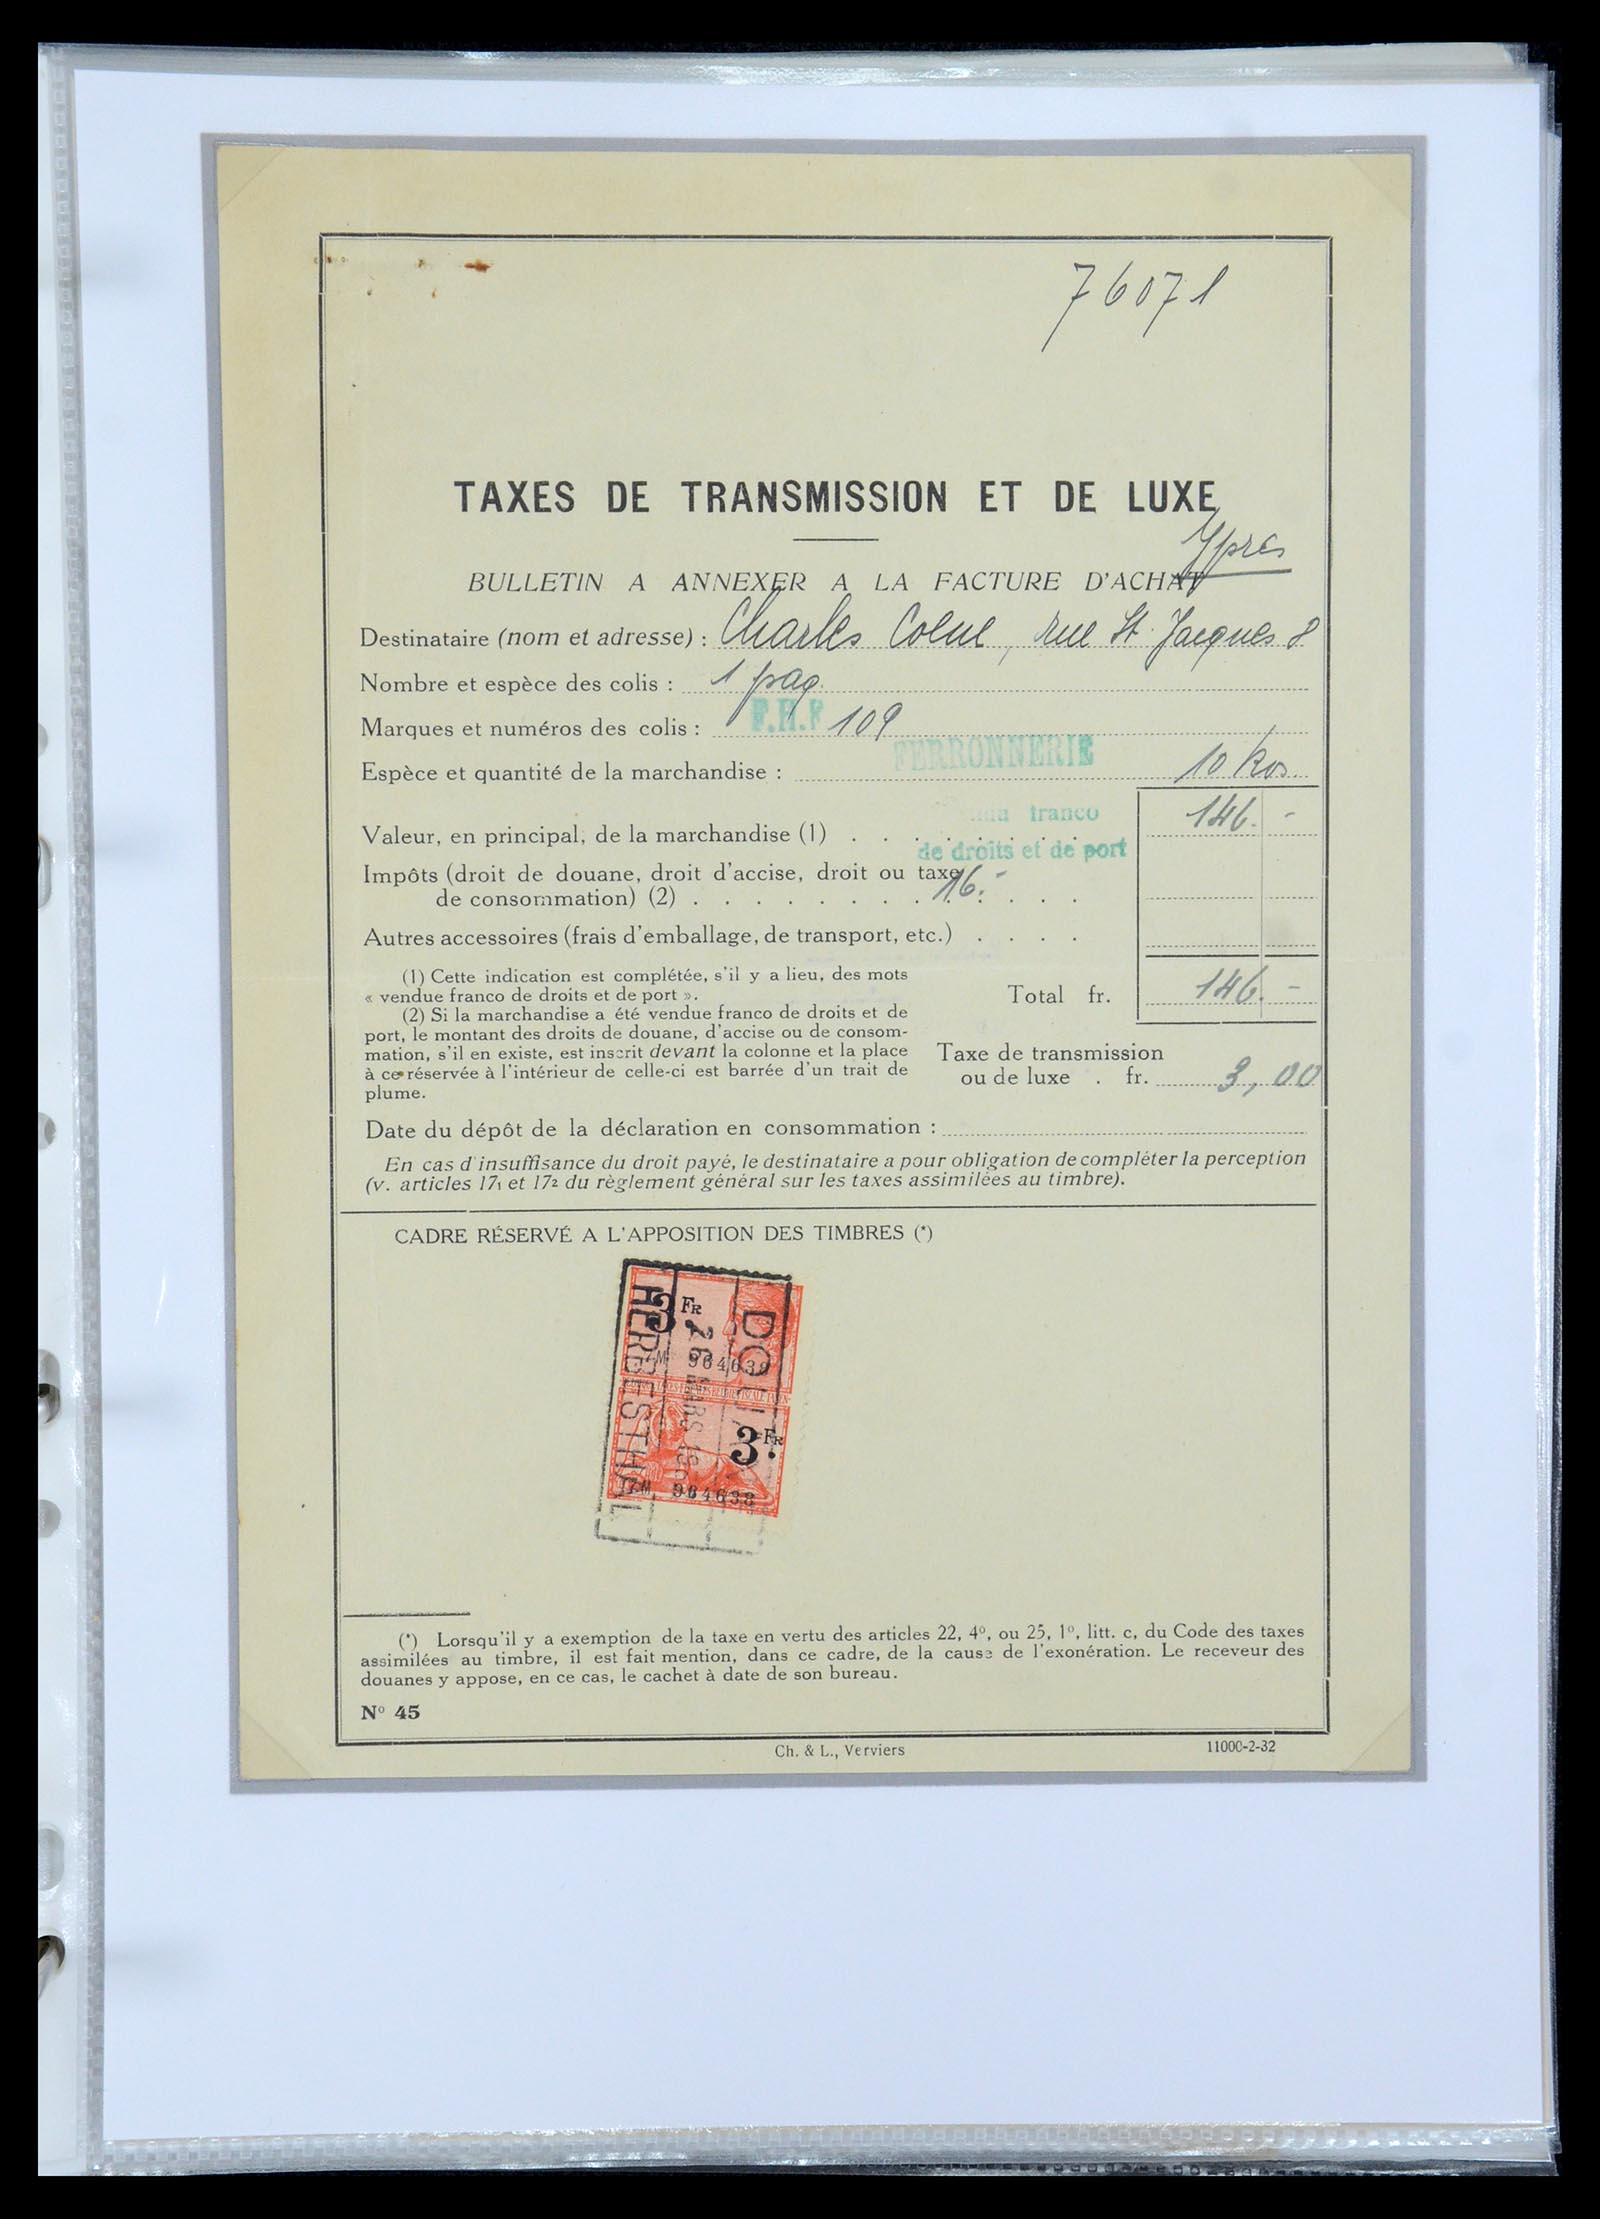 76071
TAXES DE TRANSMISSION ET DE LUXE
Ypres
BULLETIN A ANNEXER A LA FACTURE D'ACHAT
Destinataire (nom et adresse) : Charles Coene, rue St. Jacques 8
Nombre et espèce des colis : 1 paq.
Marques et numéros des colis : F.H.F 109
FERRONNERIE
Espèce et quantité de la marchandise : 10 Kos.
franco
Valeur, en principal, de la marchandise (1) . . . . . . . . 146. -
de droits et de port
Impôts (droit de douane, droit d'accise, droit ou taxe
de consommation) (2) . . . . . . . . . 16.- . . . .
Autres accessoires (frais d'emballage, de transport, etc.) . . . .
(1) Cette indication est complétée, s'il y a lieu, des mots
« vendue franco de droits et de port ».
Total fr. 146. -
(2) Si la marchandise a été vendue franco de droits et de
port, le montant des droits de douane, d'accise ou de consom-
mation, s'il en existe, est inscrit devant la colonne et la place
à ce réservée à l'intérieur de celle-ci est barrée d'un trait de
plume.
Taxe de transmission
ou de luxe . fr. 3,00
Date du dépôt de la déclaration en consommation :
En cas d'insuffisance du droit payé, le destinataire a pour obligation de compléter la perception
(v. articles 171 et 172 du règlement général sur les taxes assimilées au timbre).
CADRE RÉSERVÉ A L'APPOSITION DES TIMBRES (*)
3 FR
7M 964638
3 FR
7M. 964638
HERBESTHAL
26 MARS
(*) Lorsqu'il y a exemption de la taxe en vertu des articles 22, 4º, ou 25, 1º, litt. c, du Code des taxes
assimilées au timbre, il est fait mention, dans ce cadre, de la cause de l'exonération. Le receveur des
douanes y appose, en ce cas, le cachet à date de son bureau.
Nº 45
Ch. & L., Verviers
11000-2-32